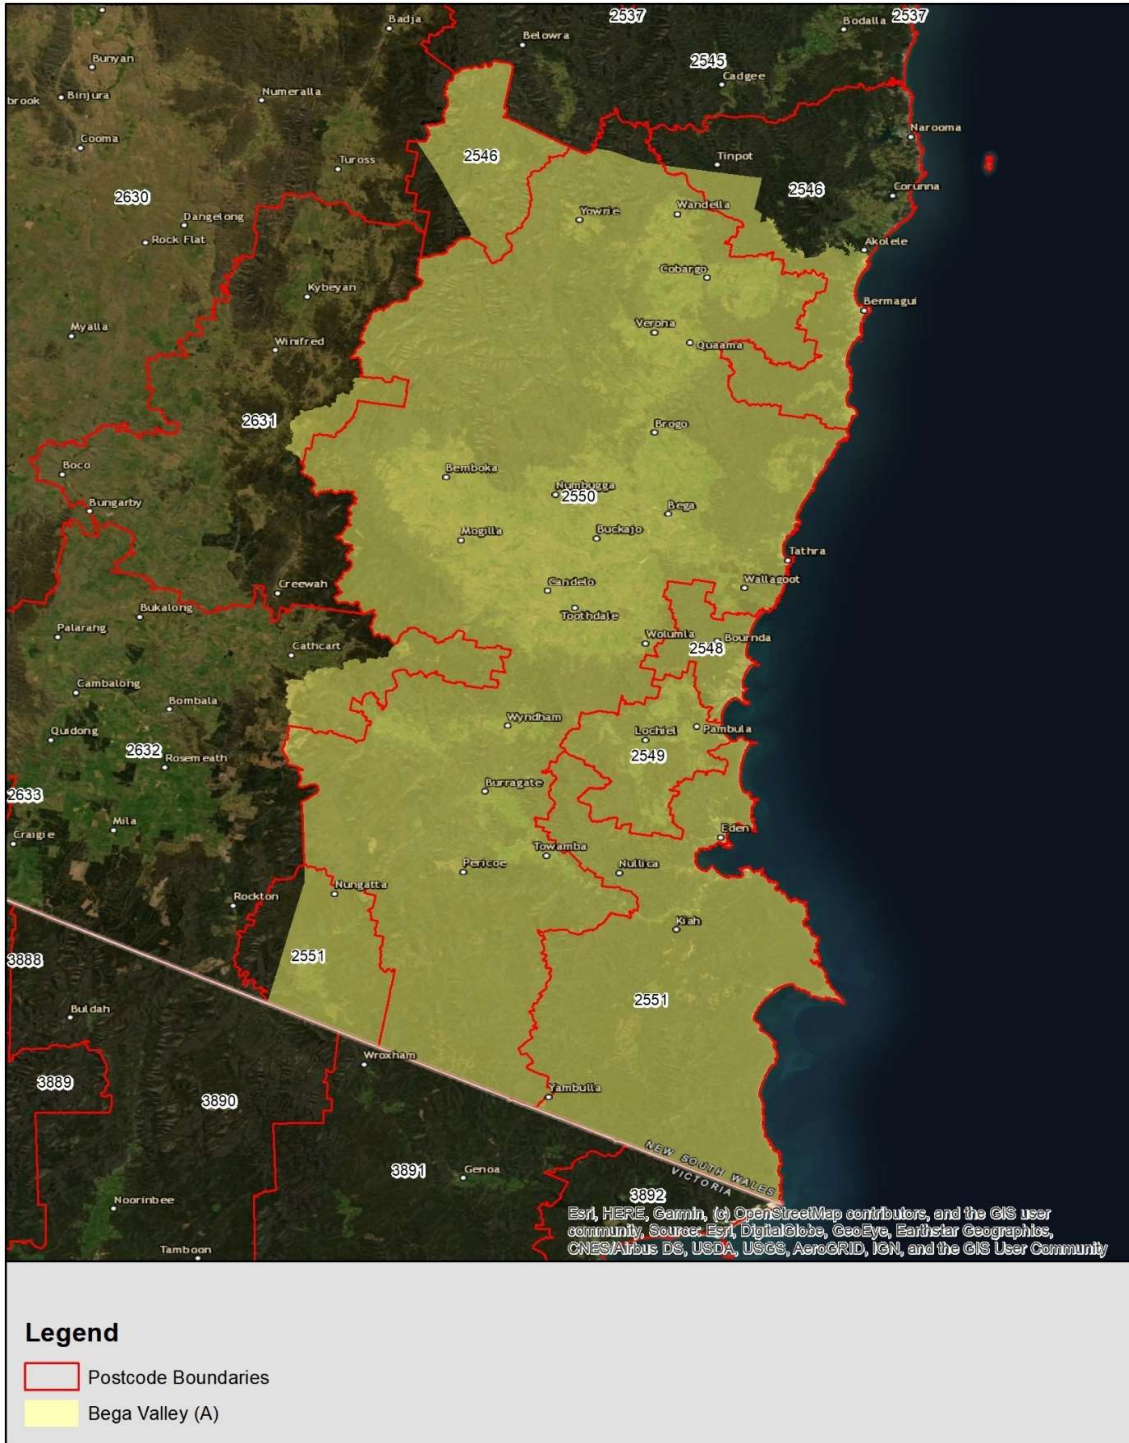 2537
2537
Badja
Bodalla
Belowra
Bunyan
2545
Cadgee
brook
Binjura
Numeralla
Cooma
Narooma
Tuross
2546
Tinpot
2630
2546
Corunna
Dangelong
Yowrie
Wandella
Rock Flat
Akolele
Cobargo
Kybeyan
Bermagui
Myalla
Verona
Winifred
Quaama
2631
Brogo
Boco
Bemboka
Numbugga
2550
Bungarby
Bega
Mogilla
Buckajo
Tathra
Creewah
Candelo
Wallagoot
Bukalong
Toothdale
Palarang
Wolumla
Bournda
Cathcart
2548
Cambalong
Bombala
Wyndham
Pambula
Quidong
Lochiel
2632
2549
Rosemeath
2633
Burragate
Mila
Craigie
Eden
Towamba
Pericoe
Nullica
Nungatta
Rockton
Kiah
3888
2551
2551
Buldah
Wroxham
3889
3890
Yambulla
NEW SOUTH WALES
VICTORIA
3891
Genoa
3892
Noorinbee
Tamboon
Esri, HERE, Garmin, (c) OpenStreetMap contributors, and the GIS user
community, Source: Esri, DigitalGlobe, GeoEye, Earthstar Geographics,
CNES/Airbus DS, USDA, USGS, AeroGRID, IGN, and the GIS User Community
Legend
Postcode Boundaries
Bega Valley (A)